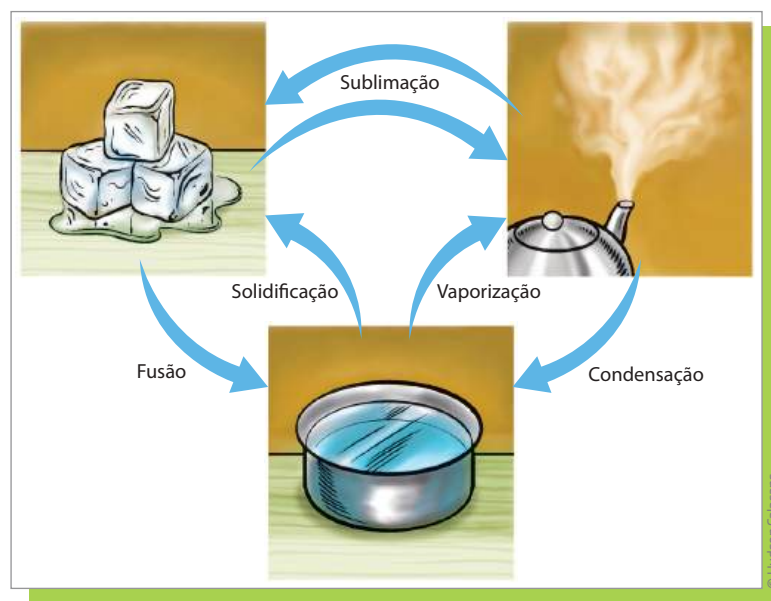 Sublimação
Solidificação
Vaporização
Fusão
Condensação